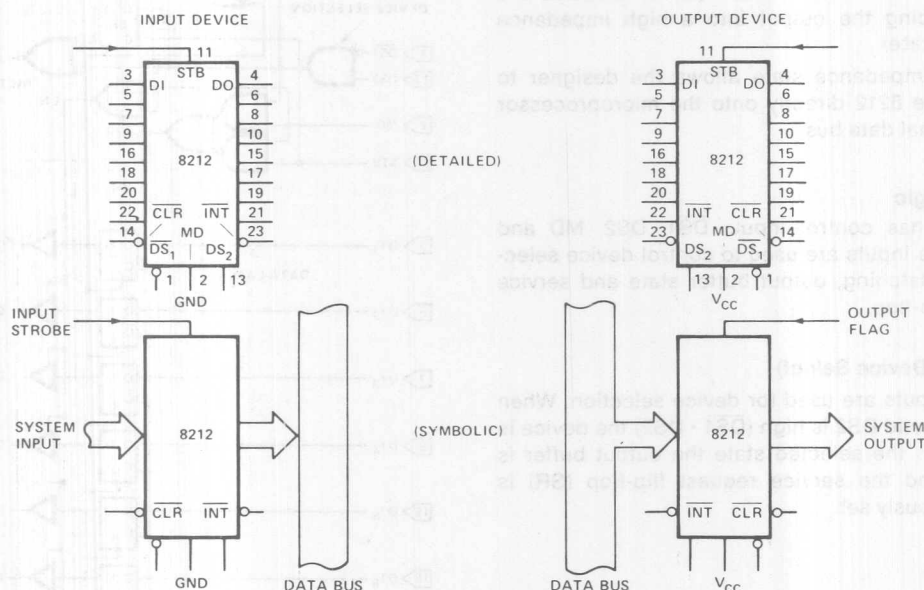 INPUT DEVICE
11
STB
DI DO
3 4
5 6
7 8
9 10
16 15
18 17
20 19
22 21
8212
CLR INT
14 23
MD
DS1 DS2
1 2 13
GND
OUTPUT DEVICE
11
STB
DI DO
3 4
5 6
7 8
9 10
16 15
18 17
20 19
22 21
8212
INT CLR
23 14
MD
DS2 DS1
13 2 1
VCC
(DETAILED)
INPUT
STROBE
SYSTEM
INPUT
8212
CLR INT
GND
DATA BUS
(SYMBOLIC)
OUTPUT
FLAG
8212
SYSTEM
OUTPUT
INT CLR
VCC
DATA BUS